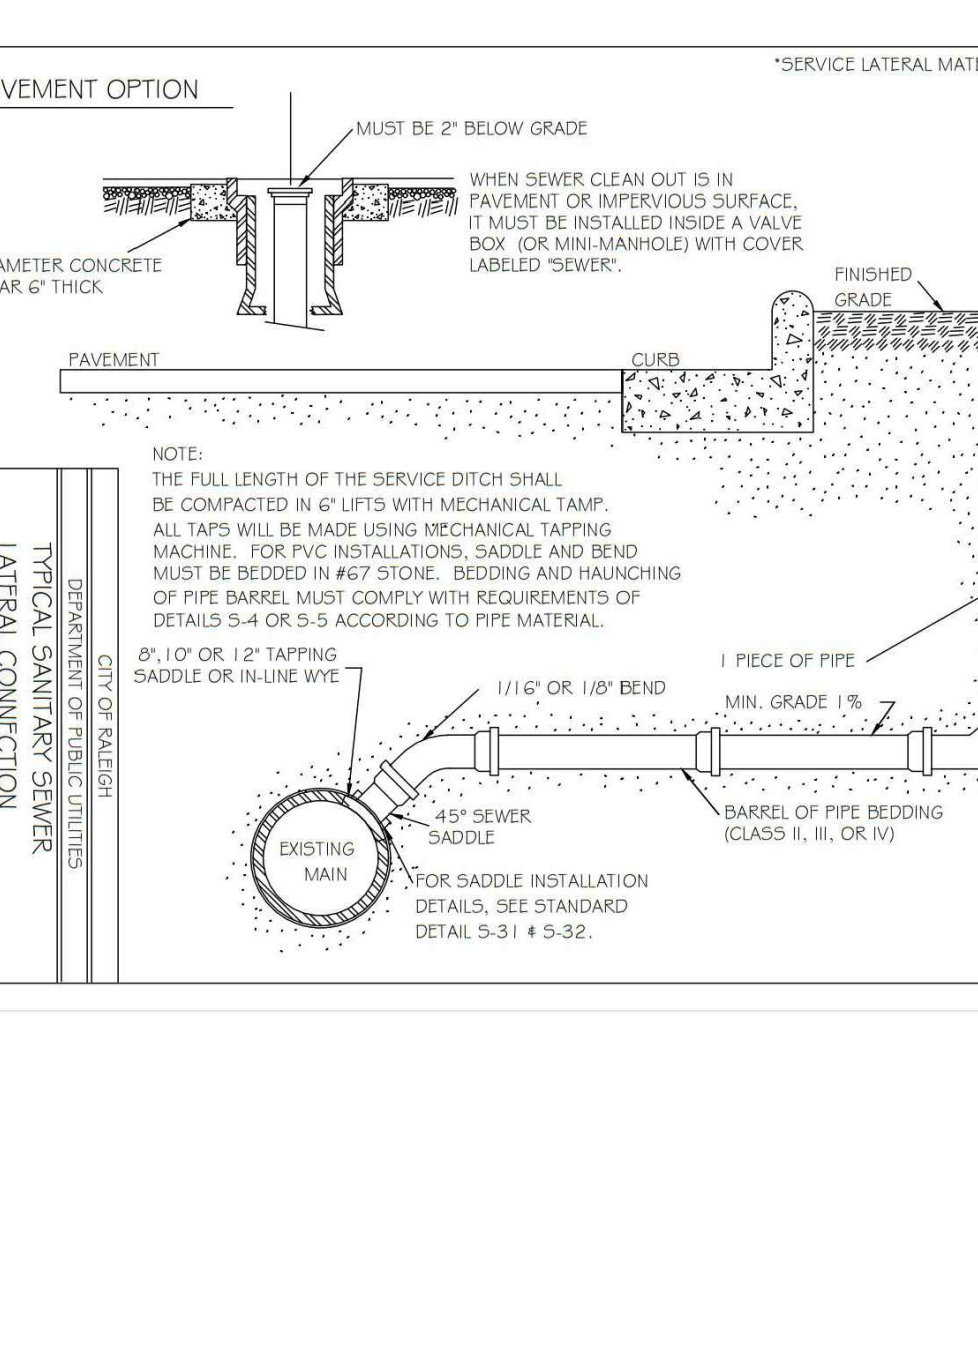 *SERVICE LATERAL
VEMENT OPTION
MUST BE 2" BELOW GRADE
WHEN SEWER CLEAN OUT IS IN
PAVEMENT OR IMPERVIOUS SURFACE,
IT MUST BE INSTALLED INSIDE A VALVE
BOX (OR MINI-MANHOLE) WITH COVER
LABELED "SEWER".
AMETER CONCRETE
AR 6" THICK
FINISHED
GRADE
PAVEMENT
CURB
NOTE:
THE FULL LENGTH OF THE SERVICE DITCH SHALL
BE COMPACTED IN 6" LIFTS WITH MECHANICAL TAMP.
ALL TAPS WILL BE MADE USING MECHANICAL TAPPING
MACHINE. FOR PVC INSTALLATIONS, SADDLE AND BEND
MUST BE BEDDED IN #67 STONE. BEDDING AND HAUNCHING
OF PIPE BARREL MUST COMPLY WITH REQUIREMENTS OF
DETAILS S-4 OR S-5 ACCORDING TO PIPE MATERIAL.
8", 10" OR 12" TAPPING
SADDLE OR IN-LINE WYE
1/16" OR 1/8" BEND
1 PIECE OF PIPE
MIN. GRADE 1%
45° SEWER
SADDLE
BARREL OF PIPE BEDDING
(CLASS II, III, OR IV)
EXISTING
MAIN
FOR SADDLE INSTALLATION
DETAILS, SEE STANDARD
DETAIL S-31 & S-32.
CITY OF RALEIGH
DEPARTMENT OF PUBLIC UTILITIES
TYPICAL SANITARY SEWER
LATERAL CONNECTION